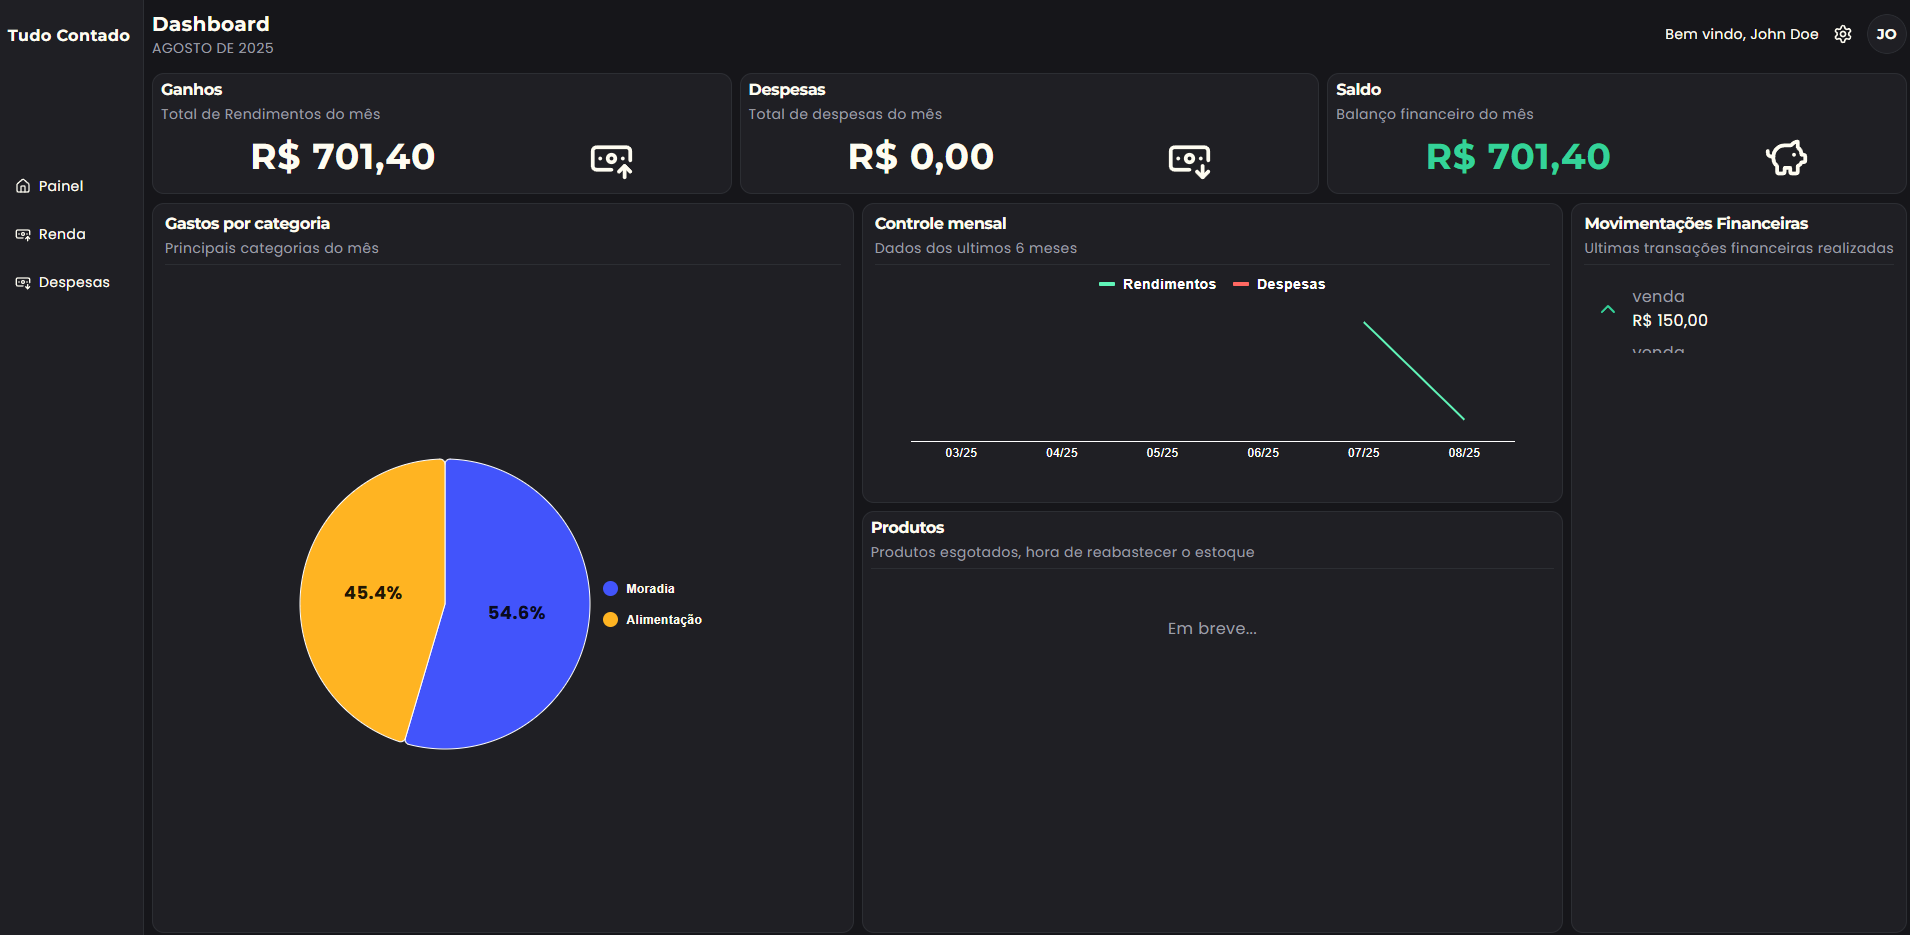 Tudo Contado
Painel
Renda
Despesas
Dashboard
AGOSTO DE 2025
Bem vindo, John Doe
JO
Ganhos
Total de Rendimentos do mês
R$ 701,40
Despesas
Total de despesas do mês
R$ 0,00
Saldo
Balanço financeiro do mês
R$ 701,40
Gastos por categoria
Principais categorias do mês
45.4%
54.6%
Moradia
Alimentação
Controle mensal
Dados dos ultimos 6 meses
Rendimentos
Despesas
03/25
04/25
05/25
06/25
07/25
08/25
Produtos
Produtos esgotados, hora de reabastecer o estoque
Em breve...
Movimentações Financeiras
Ultimas transações financeiras realizadas
venda
R$ 150,00
venda